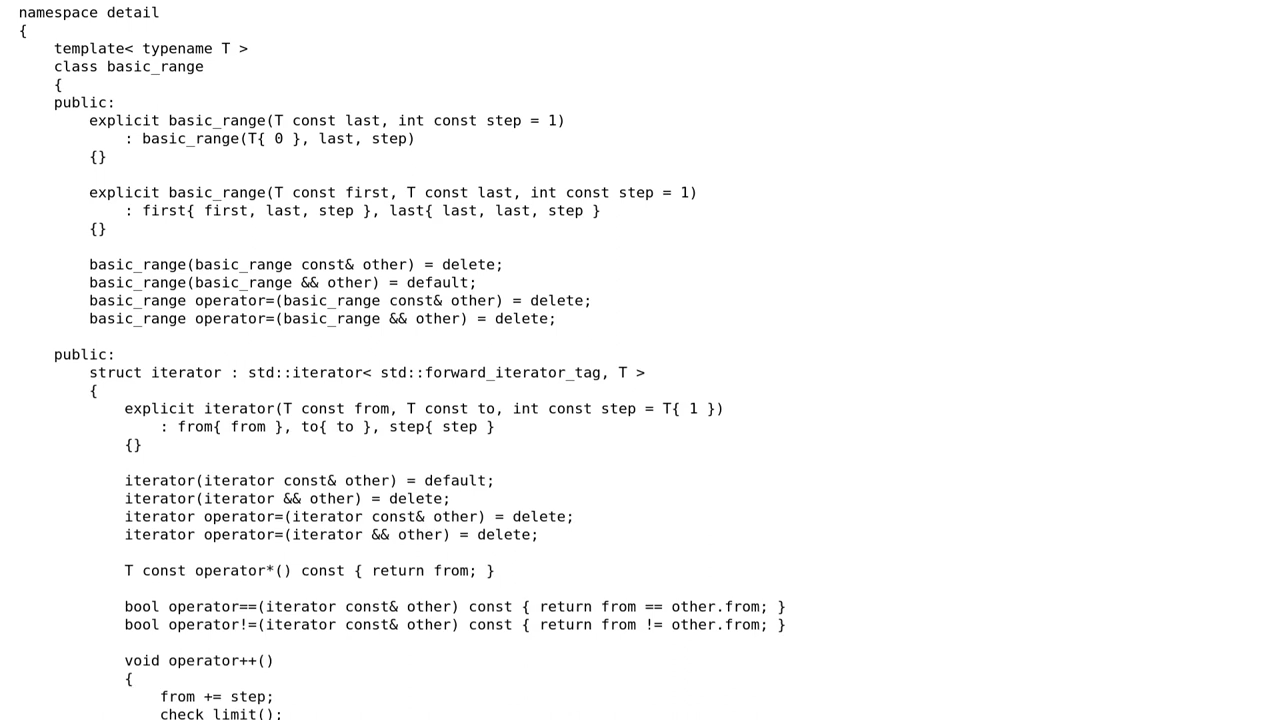 namespace detail
{
    template< typename T >
    class basic_range
    {
    public:
        explicit basic_range(T const last, int const step = 1)
            : basic_range(T{ 0 }, last, step)
        {}

        explicit basic_range(T const first, T const last, int const step = 1)
            : first{ first, last, step }, last{ last, last, step }
        {}

        basic_range(basic_range const& other) = delete;
        basic_range(basic_range && other) = default;
        basic_range operator=(basic_range const& other) = delete;
        basic_range operator=(basic_range && other) = delete;

    public:
        struct iterator : std::iterator< std::forward_iterator_tag, T >
        {
            explicit iterator(T const from, T const to, int const step = T{ 1 })
                : from{ from }, to{ to }, step{ step }
            {}

            iterator(iterator const& other) = default;
            iterator(iterator && other) = delete;
            iterator operator=(iterator const& other) = delete;
            iterator operator=(iterator && other) = delete;

            T const operator*() const { return from; }

            bool operator==(iterator const& other) const { return from == other.from; }
            bool operator!=(iterator const& other) const { return from != other.from; }

            void operator++()
            {
                from += step;
                check_limit();